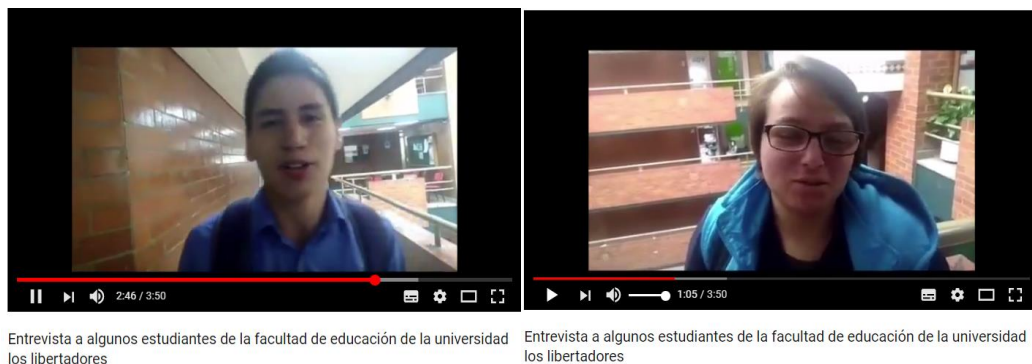 2:46 / 3:50
1:05 / 3:50
Entrevista a algunos estudiantes de la facultad de educación de la universidad
los libertadores
Entrevista a algunos estudiantes de la facultad de educación de la universidad
los libertadores